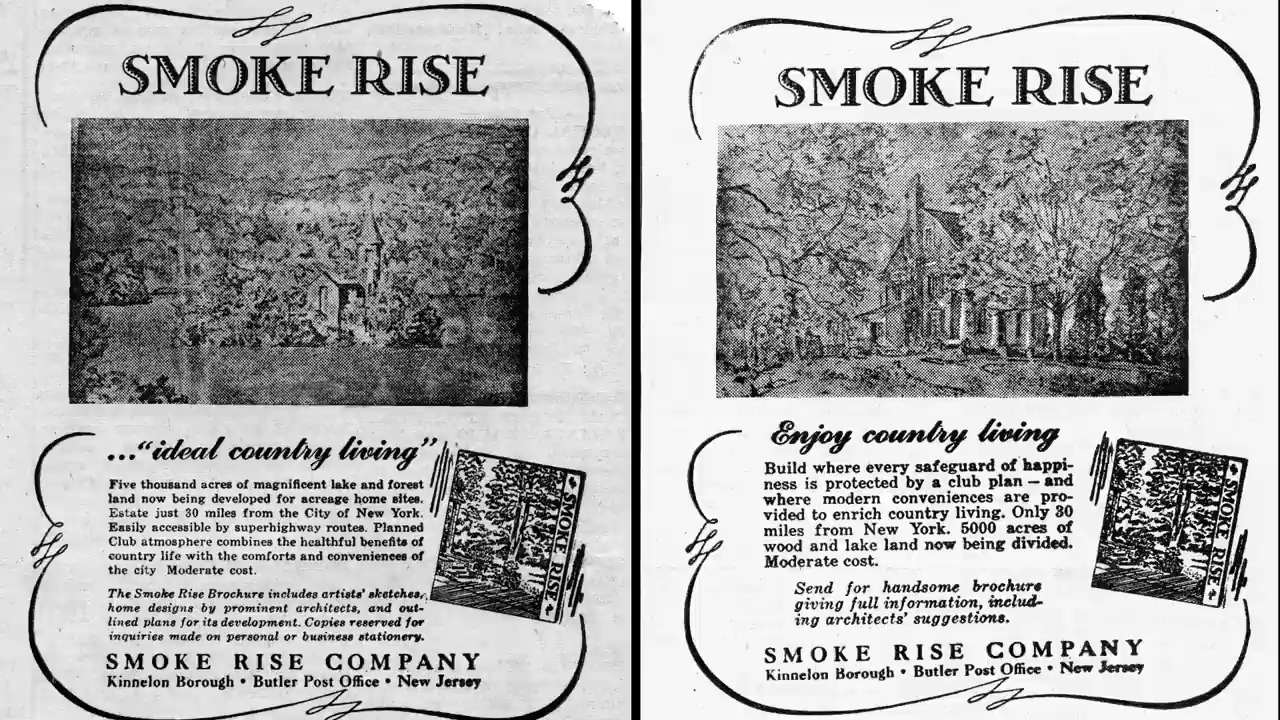 SMOKE RISE
..."ideal country living"
Five thousand acres of magnificent lake and forest
land now being developed for acreage home sites.
Estate just 30 miles from the City of New York.
Easily accessible by superhighway routes. Planned
Club atmosphere combines the healthful benefits of
country life with the comforts and conveniences of
the city Moderate cost.
The Smoke Rise Brochure includes artists' sketches,
home designs by prominent architects, and out-
lined plans for its development. Copies reserved for
inquiries made on personal or business stationery.
SMOKE RISE
SMOKE RISE COMPANY
Kinnelon Borough • Butler Post Office • New Jersey
SMOKE RISE
Enjoy country living
Build where every safeguard of happi-
ness is protected by a club plan — and
where modern conveniences are pro-
vided to enrich country living. Only 30
miles from New York. 5000 acres of
wood and lake land now being divided.
Moderate cost.
Send for handsome brochure
giving full information, includ-
ing architects' suggestions.
SMOKE RISE
SMOKE RISE COMPANY
Kinnelon Borough • Butler Post Office • New Jersey